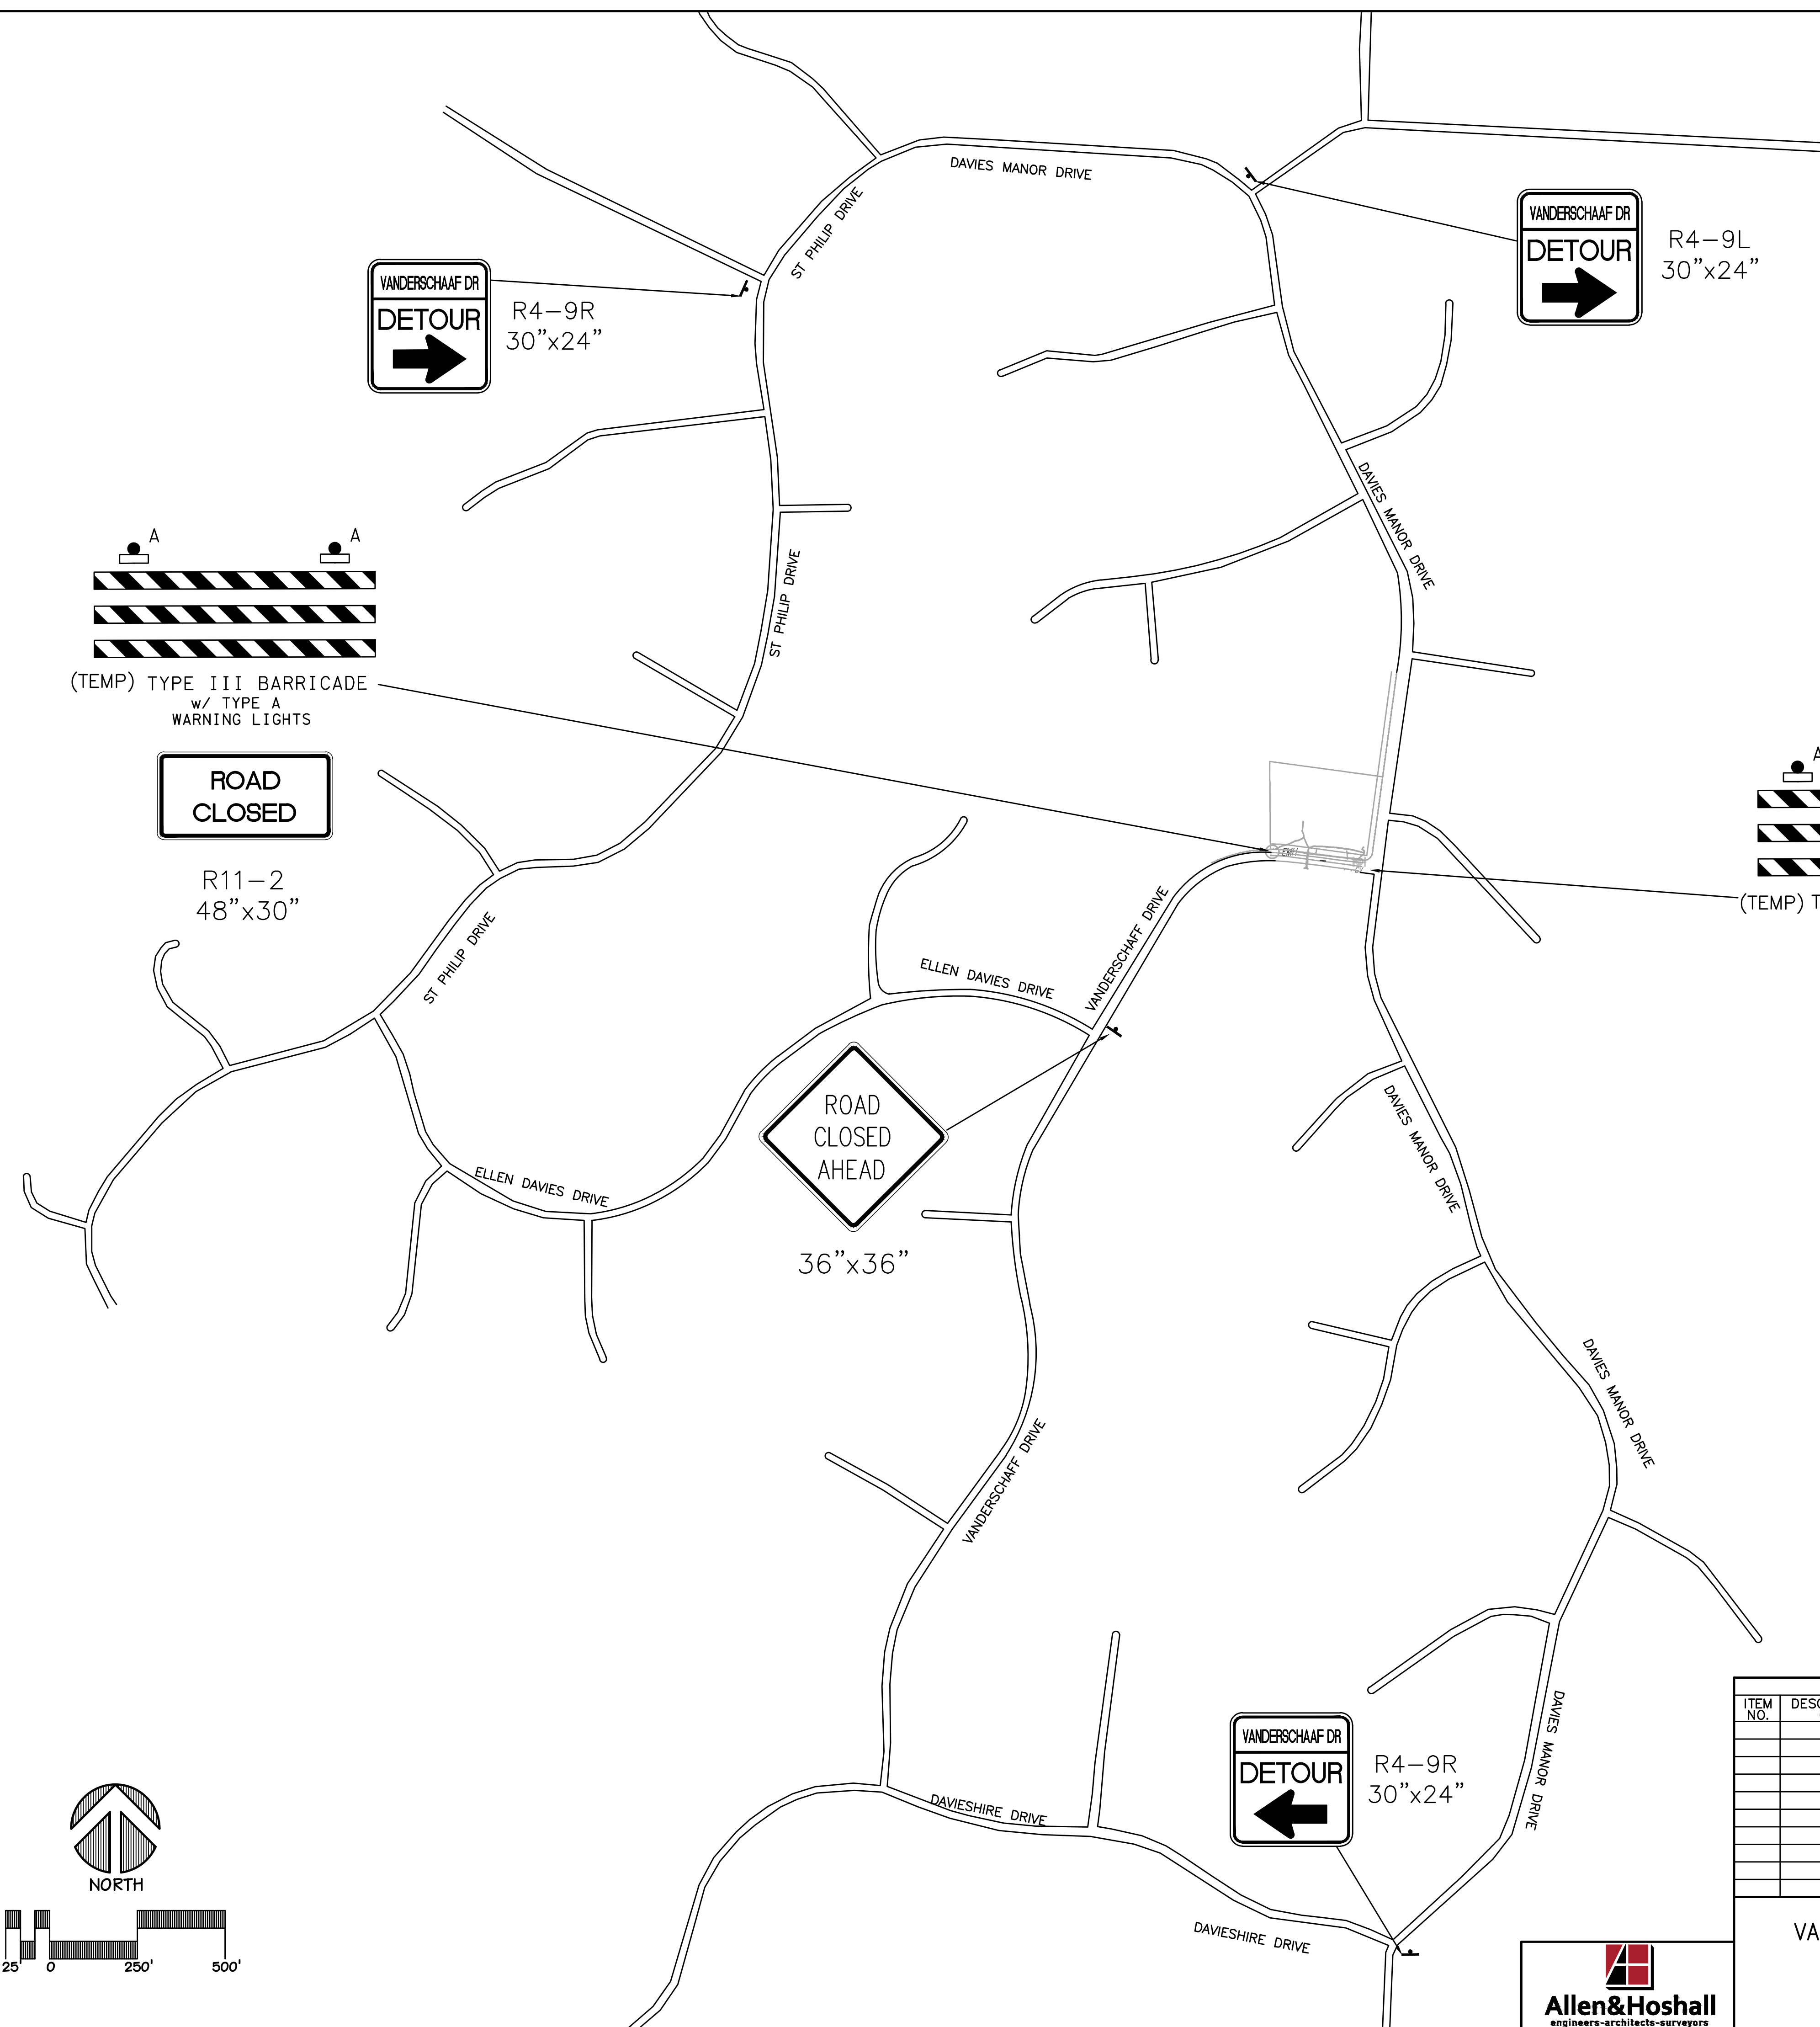 DAVIES MANOR DRIVE
ST PHILIP DRIVE
VANDERSCHAAF DR
DETOUR
R4-9L
30"x24"
VANDERSCHAAF DR
DETOUR
R4-9R
30"x24"
DAVIES MANOR DRIVE
A
A
ST PHILIP DRIVE
(TEMP) TYPE III BARRICADE
w/ TYPE A
WARNING LIGHTS
ROAD
CLOSED
R11-2
48"x30"
A
(TEMP) T
EMH
ST PHILIP DRIVE
ELLEN DAVIES DRIVE
VANDERSCHAFF DRIVE
ROAD
CLOSED
AHEAD
36"x36"
DAVIES MANOR DRIVE
ELLEN DAVIES DRIVE
DAVIES MANOR DRIVE
VANDERSCHAFF DRIVE
DAVIES MANOR DRIVE
VANDERSCHAAF DR
DETOUR
R4-9R
30"x24"
DAVIESHIRE DRIVE
DAVIESHIRE DRIVE
NORTH
25'
0
250'
500'
ITEM
NO.
DESC
VA
Allen&Hoshall
engineers-architects-surveyors